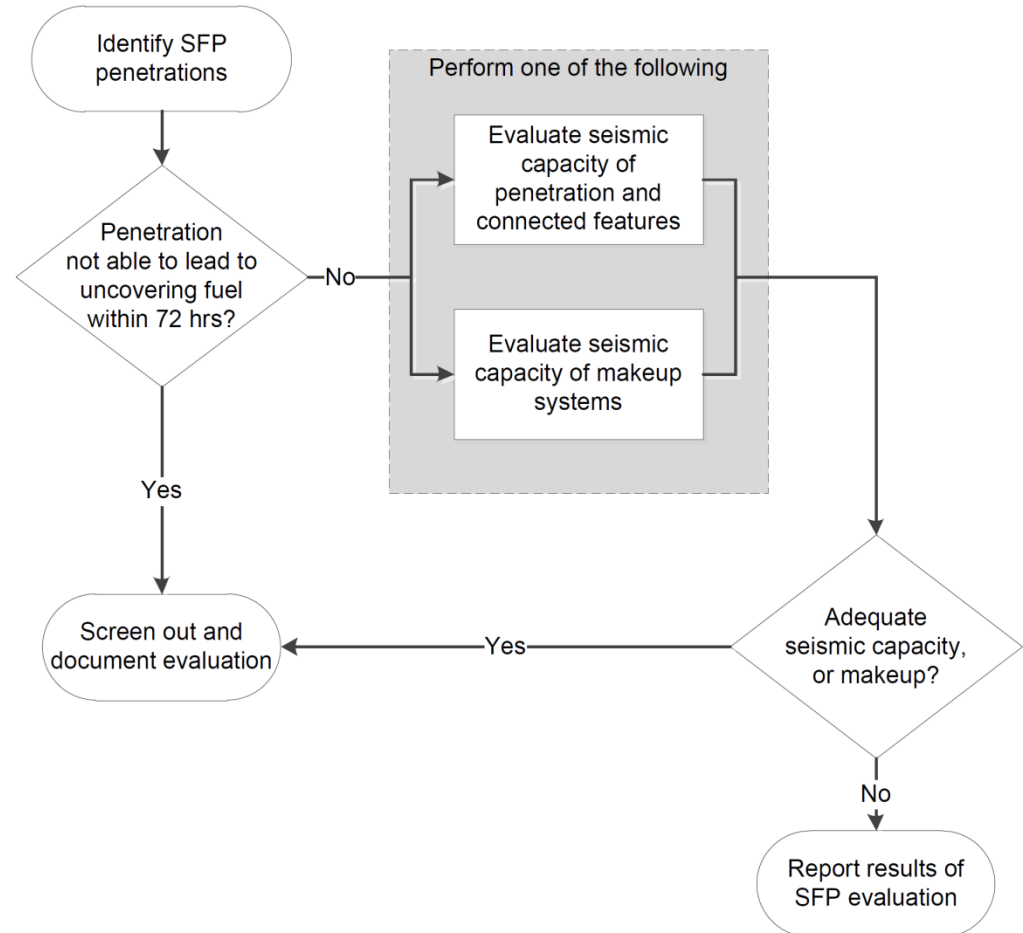 Identify SFP
penetrations
Perform one of the following
Evaluate seismic
capacity of
penetration and
connected features
Penetration
not able to lead to
uncovering fuel
within 72 hrs?
No
Evaluate seismic
capacity of makeup
systems
Yes
Screen out and
document evaluation
Yes
Adequate
seismic capacity,
or makeup?
No
Report results of
SFP evaluation